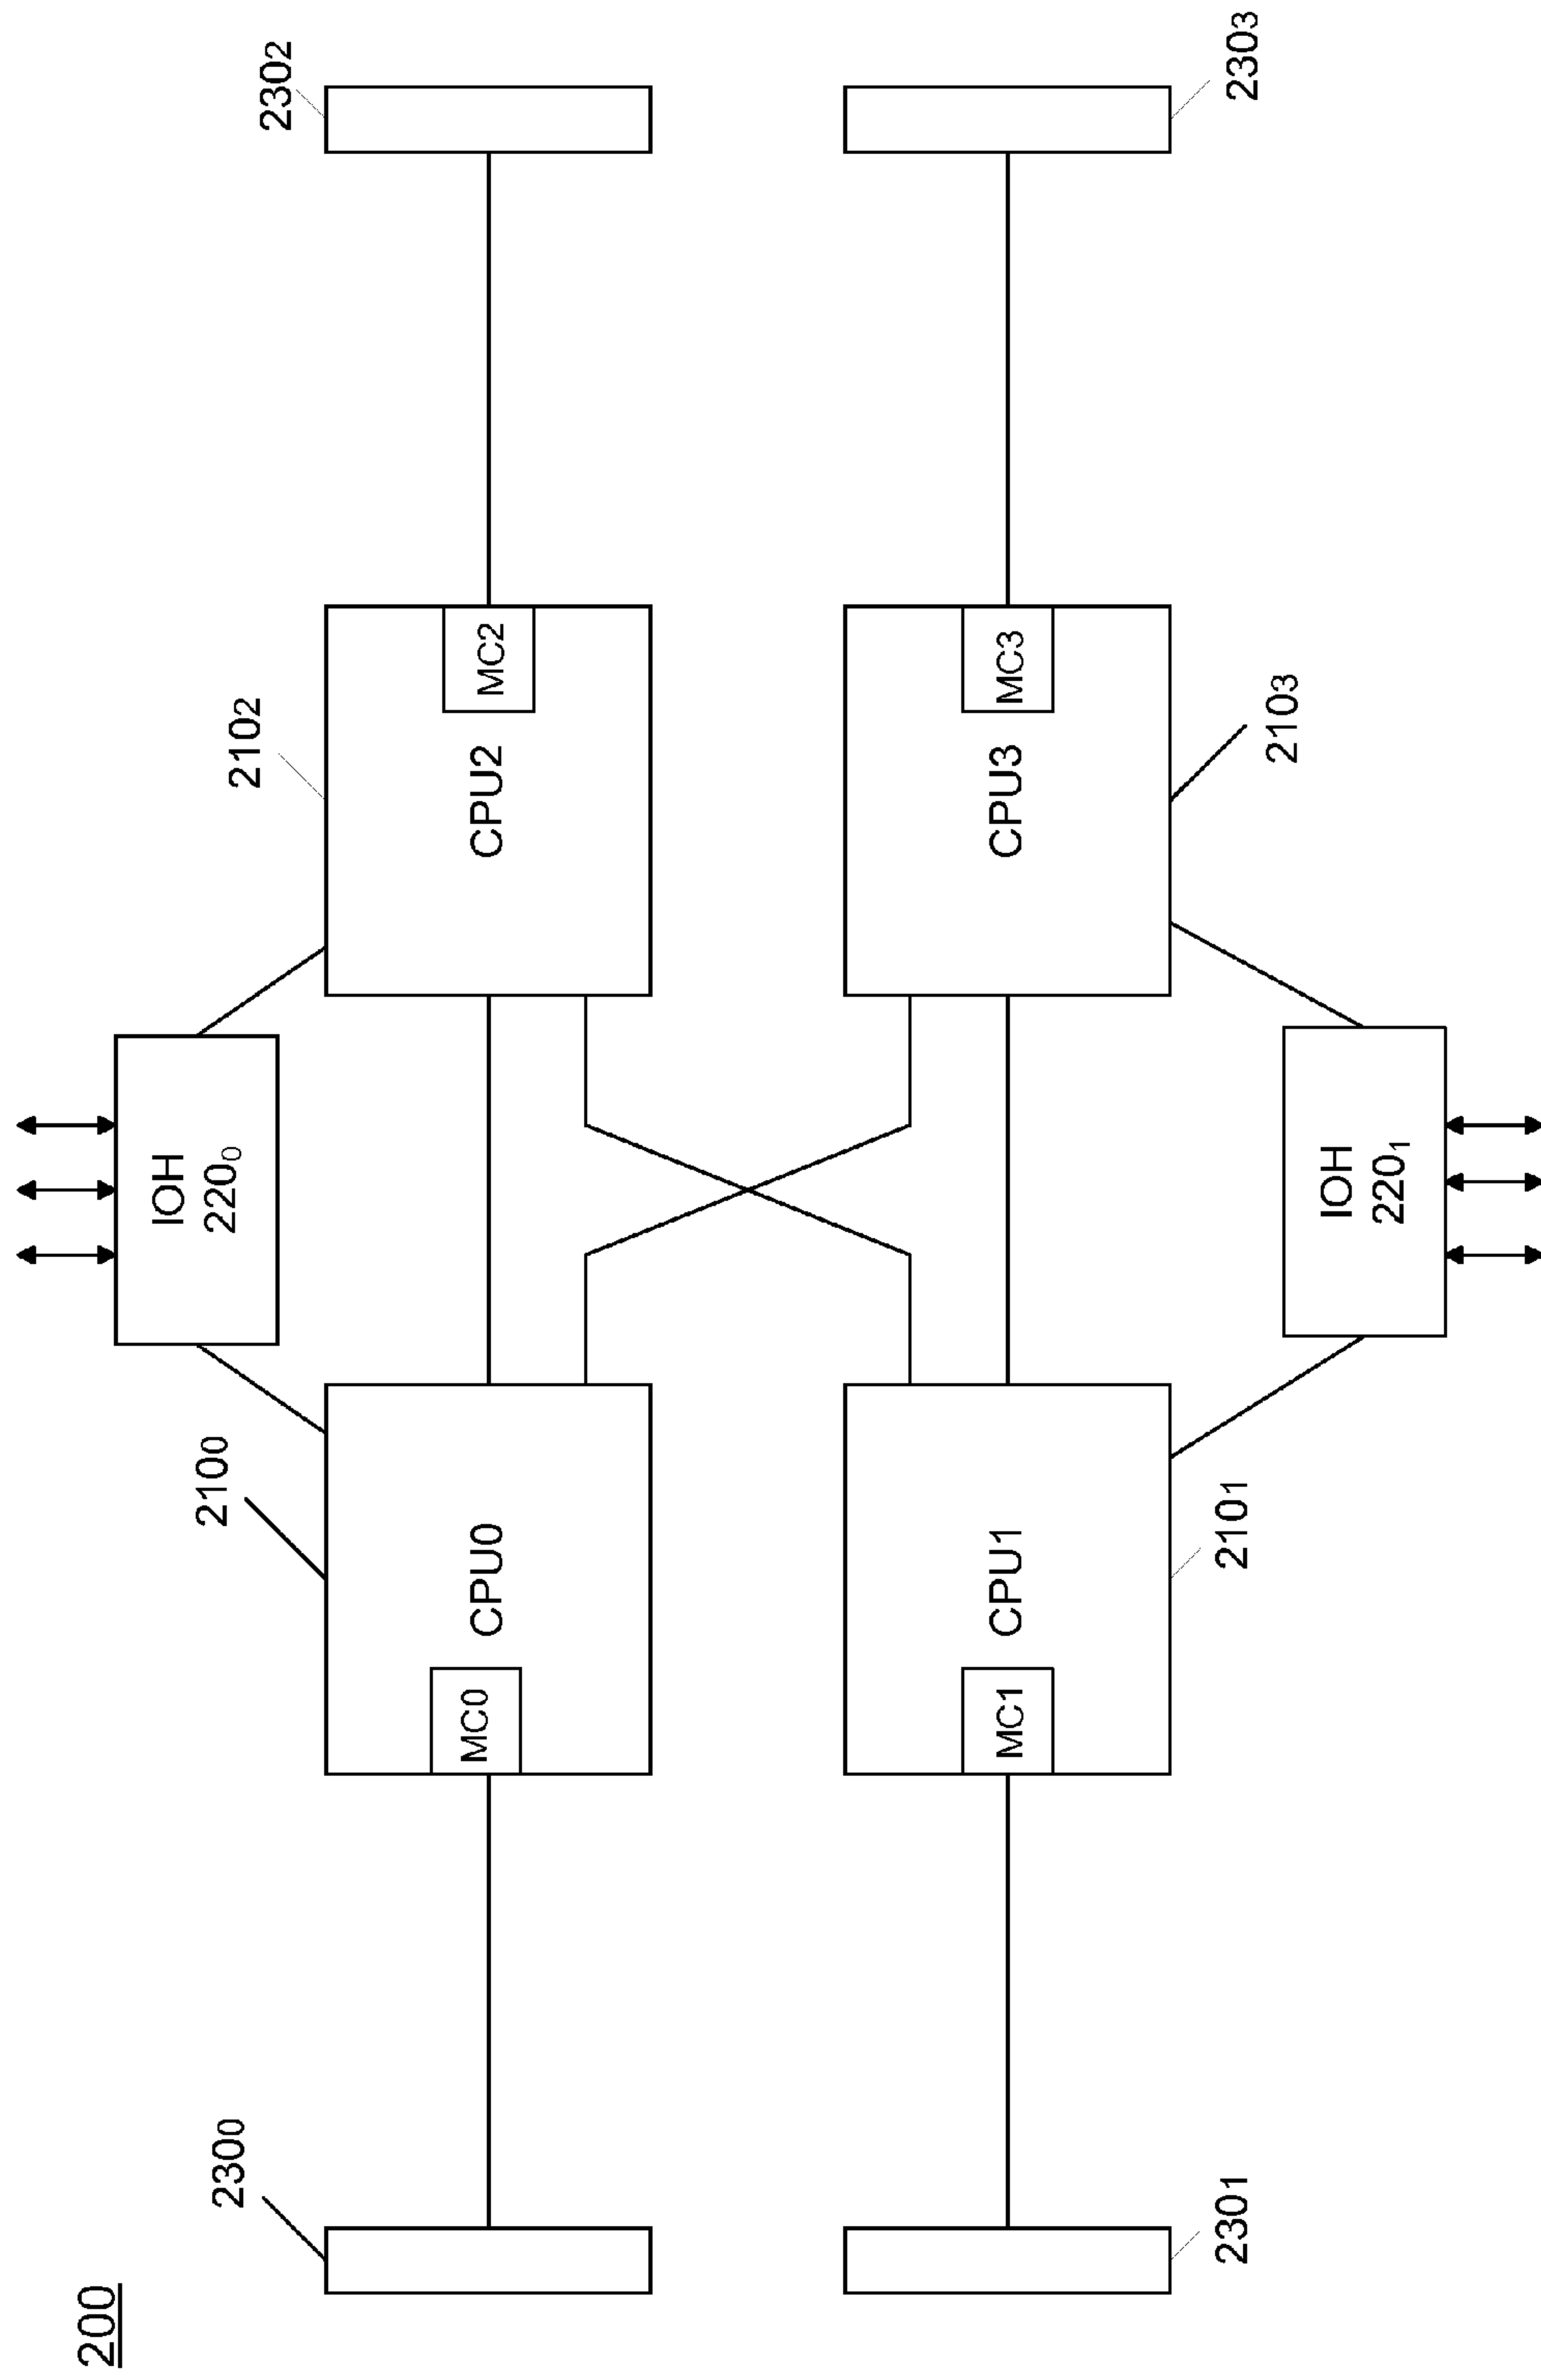 200
IOH
220₀
230₀
210₀
210₂
230₂
MC0
CPU0
CPU2
MC2
MC1
CPU1
CPU3
MC3
230₁
210₁
210₃
230₃
IOH
220₁